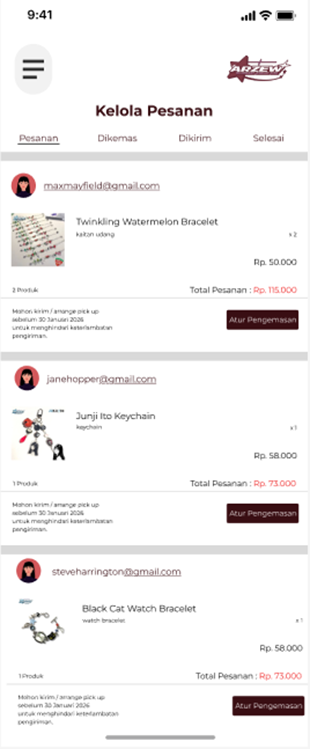 9:41
ARZEW
Kelola Pesanan
Pesanan Dikemas Dikirim Selesai
maxmayfield@gmail.com
Twinkling Watermelon Bracelet
kaitan udang x 2
Rp. 50.000
2 Produk Total Pesanan : Rp. 115.000
Mohon kirim / arrange pick up
sebelum 30 Januari 2026
untuk menghindari keterlambatan
pengiriman.
Atur Pengemasan
janehopper@gmail.com
Junji Ito Keychain
keychain x 1
Rp. 58.000
1 Produk Total Pesanan : Rp. 73.000
Mohon kirim / arrange pick up
sebelum 30 Januari 2026
untuk menghindari keterlambatan
pengiriman.
Atur Pengemasan
steveharrington@gmail.com
Black Cat Watch Bracelet
watch bracelet x 1
Rp. 58.000
1 Produk Total Pesanan : Rp. 73.000
Mohon kirim / arrange pick up
sebelum 30 Januari 2026
untuk menghindari keterlambatan
pengiriman.
Atur Pengemasan